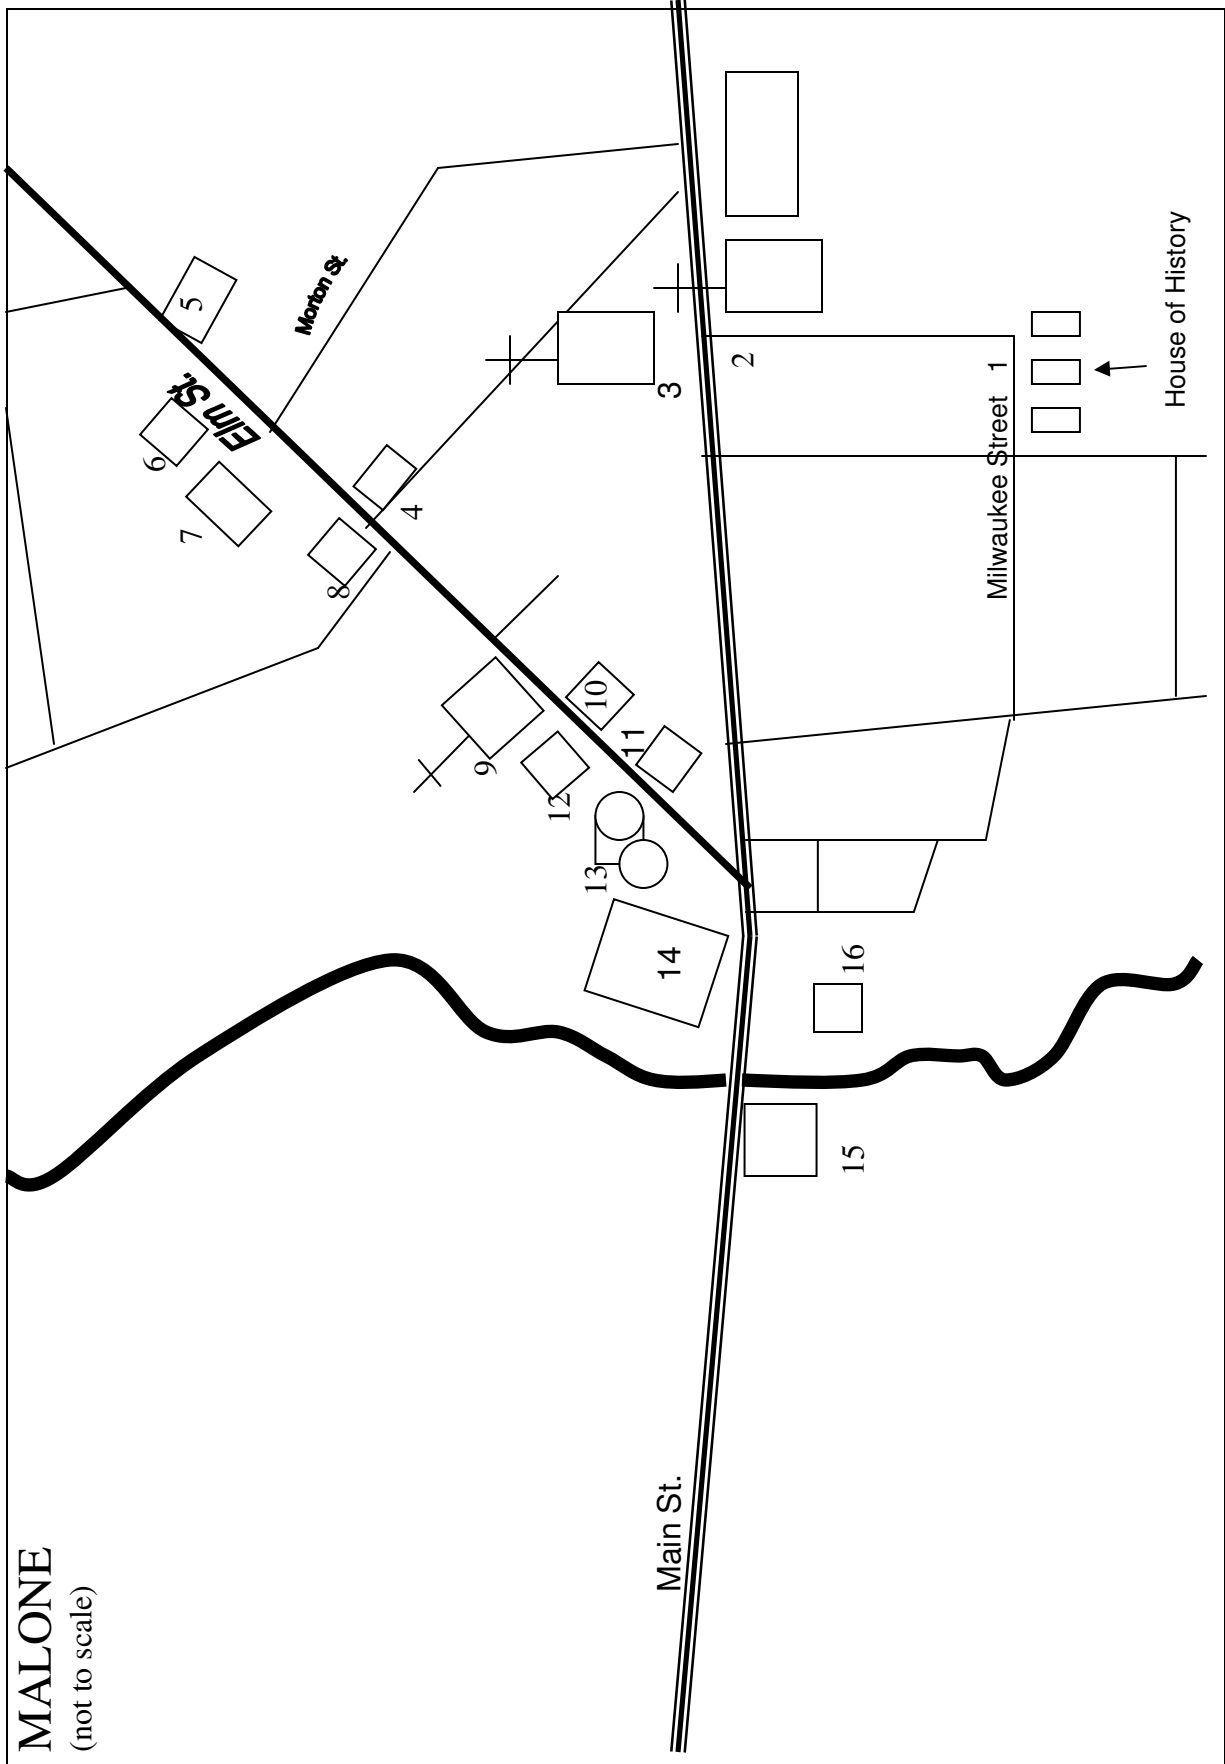 MALONE
(not to scale)
Main St.
Elm St.
Morton St.
Milwaukee Street 1
House of History
2
3
4
5
6
7
8
9
10
11
12
13
14
15
16